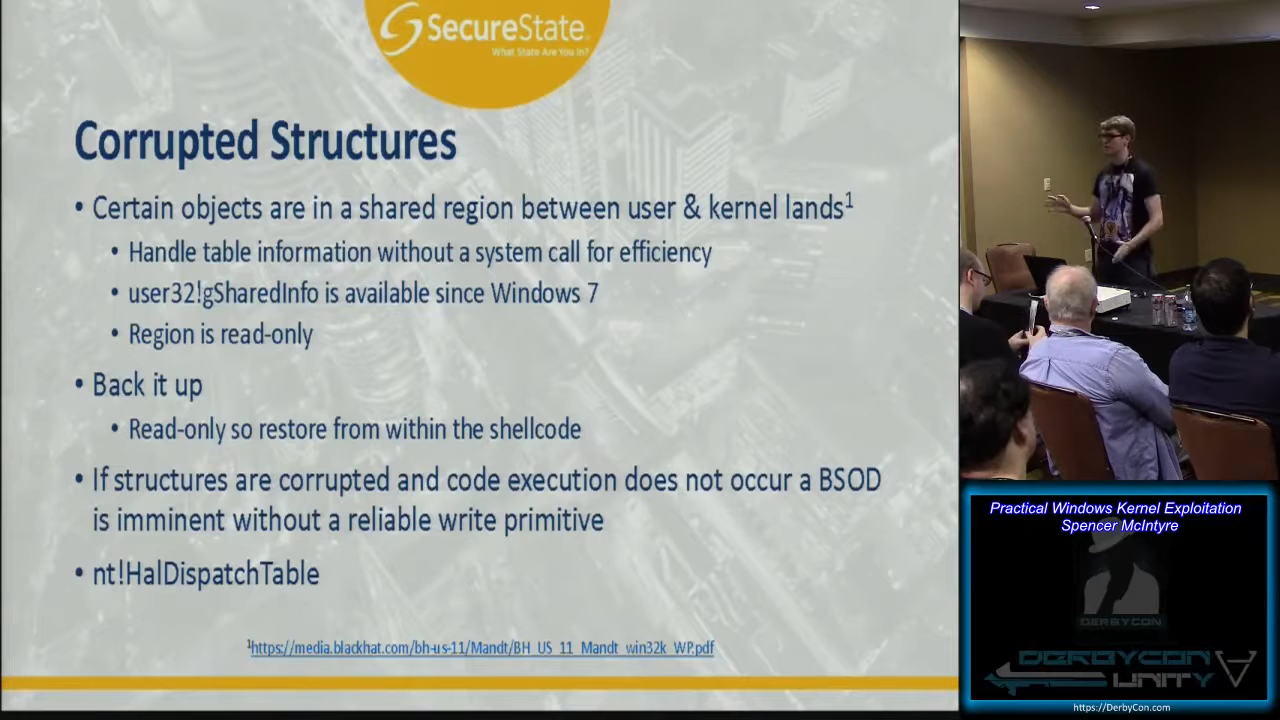 SecureState
What State Are You In?
Corrupted Structures
• Certain objects are in a shared region between user & kernel lands1
• Handle table information without a system call for efficiency
• user32!gSharedInfo is available since Windows 7
• Region is read-only
• Back it up
• Read-only so restore from within the shellcode
• If structures are corrupted and code execution does not occur a BSOD
is imminent without a reliable write primitive
• nt!HalDispatchTable
1https://media.blackhat.com/bh-us-11/Mandt/BH_US_11_Mandt_win32k_WP.pdf
Practical Windows Kernel Exploitation
Spencer McIntyre
DERBYCON
DERBYCON
UNITY
https://DerbyCon.com